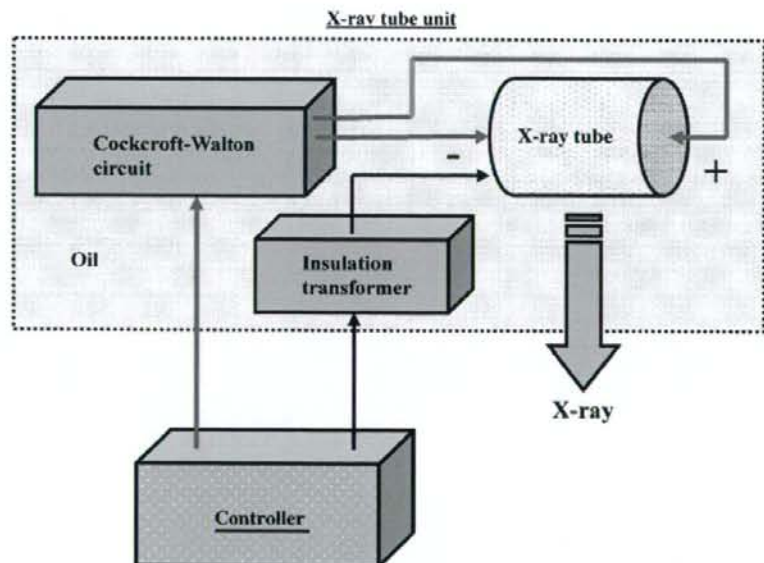 X-ray tube unit
Cockcroft-Walton
circuit
X-ray tube
-
+
Oil
Insulation
transformer
X-ray
Controller